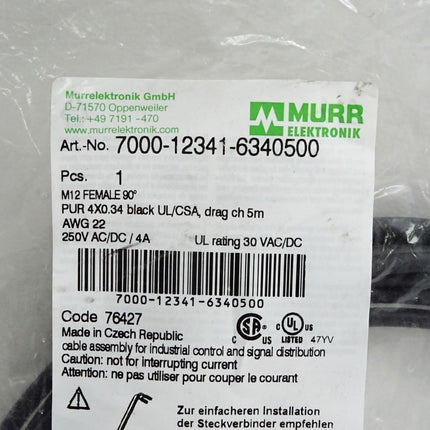 Murrelektronik GmbH
D-71570 Oppenweiler
Tel.: +49 7191 -470
www.murrelektronik.com
MURR
ELEKTRONIK
Art.-No. 7000-12341-6340500
Pcs. 1
M12 FEMALE 90°
PUR 4X0.34 black UL/CSA, drag ch 5m
AWG 22
250V AC/DC / 4A UL rating 30 VAC/DC
7000-12341-6340500
Code 76427
Made in Czech Republic
SA C US
C UL US LISTED 47YV
cable assembly for industrial control and signal distribution
Caution: not for interrupting current
Attention: ne pas utiliser pour couper le courant
Zur einfacheren Installation
der Steckverbinder empfehlen